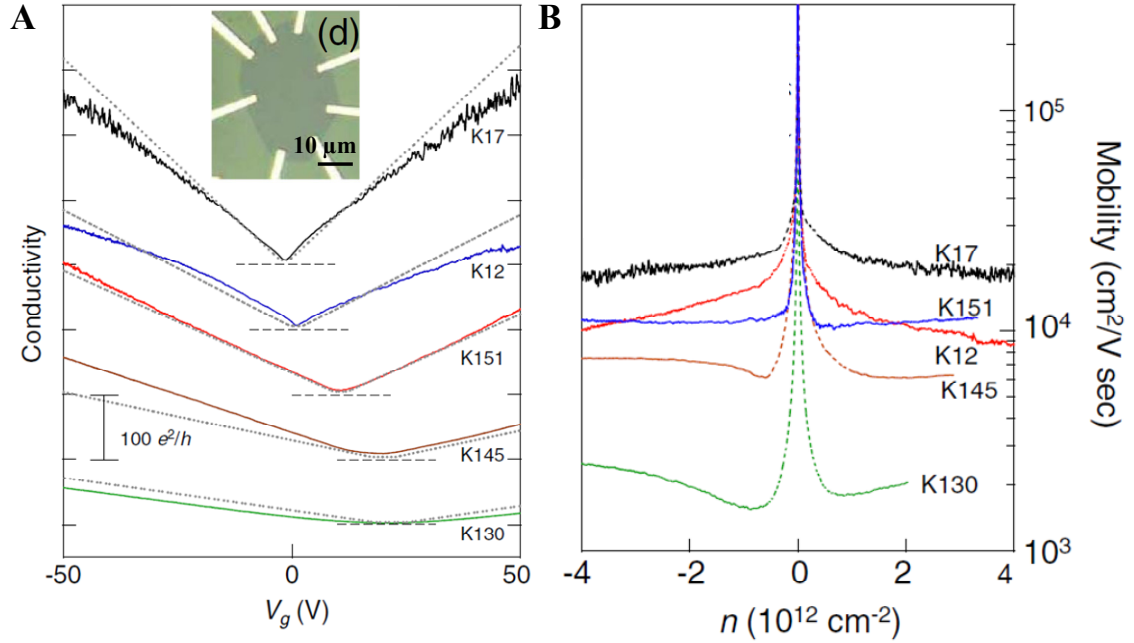 A
(d)
10 µm
K17
K12
K151
K145
K130
100 e²/h
Conductivity
-50
0
50
Vg (V)
B
K17
K151
K12
K145
K130
10⁵
10⁴
10³
Mobility (cm²/V sec)
-4
-2
0
2
4
n (10¹² cm⁻²)